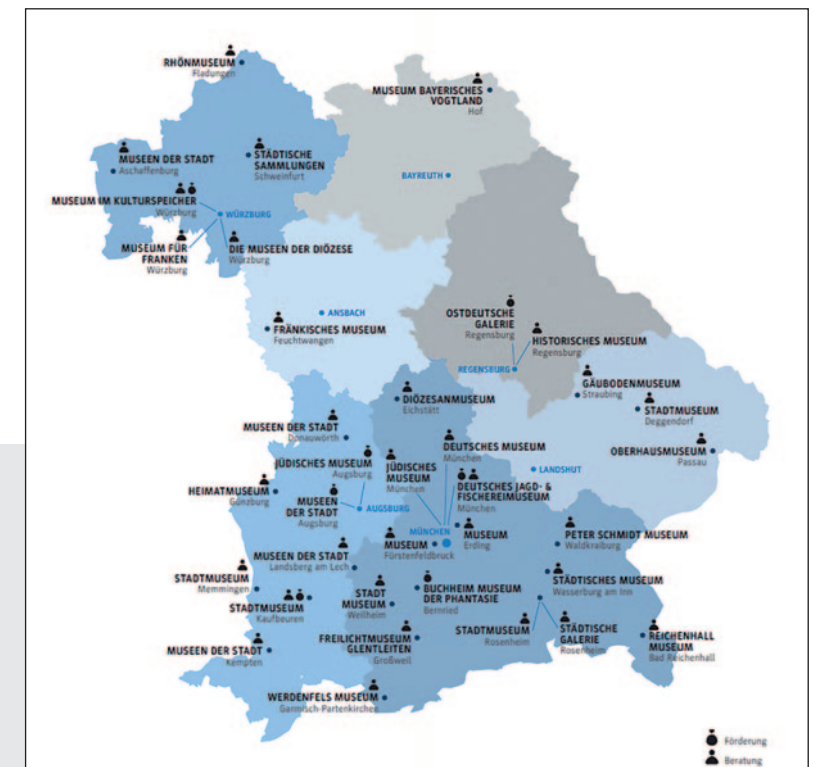 RHÖNMUSEUM
Fladungen
MUSEUM BAYERISCHES
VOGTLAND
Hof
MUSEEN DER STADT
Aschaffenburg
STÄDTISCHE
SAMMLUNGEN
Schweinfurt
BAYREUTH
MUSEUM IM KULTURSPEICHER
Würzburg
WÜRZBURG
MUSEUM FÜR
FRANKEN
Würzburg
DIE MUSEEN DER DIÖZESE
Würzburg
ANSBACH
FRÄNKISCHES MUSEUM
Feuchtwangen
OSTDEUTSCHE
GALERIE
Regensburg
HISTORISCHES MUSEUM
Regensburg
REGENSBURG
GÄUBODENMUSEUM
Straubing
STADTMUSEUM
Deggendorf
OBERHAUSMUSEUM
Passau
DIÖZESANMUSEUM
Eichstätt
MUSEEN DER STADT
Donauwörth
DEUTSCHES MUSEUM
München
JÜDISCHES MUSEUM
Augsburg
JÜDISCHES
MUSEUM
München
LANDSHUT
DEUTSCHES JAGD- &
FISCHEREIMUSEUM
München
HEIMATMUSEUM
Günzburg
MUSEEN
DER STADT
Augsburg
AUGSBURG
MÜNCHEN
MUSEUM
Erding
PETER SCHMIDT MUSEUM
Waldkraiburg
MUSEUM
Fürstenfeldbruck
MUSEEN DER STADT
Landsberg am Lech
STADTMUSEUM
Memmingen
STÄDTISCHES MUSEUM
Wasserburg am Inn
STADTMUSEUM
Kaufbeuren
STADT
MUSEUM
Weilheim
BUCHHEIM MUSEUM
DER PHANTASIE
Bernried
STADTMUSEUM
Rosenheim
STÄDTISCHE
GALERIE
Rosenheim
REICHENHALL
MUSEUM
Bad Reichenhall
MUSEEN DER STADT
Kempten
FREILICHTMUSEUM
GLENTLEITEN
Großweil
WERDENFELS MUSEUM
Garmisch-Partenkirchen
Förderung
Beratung